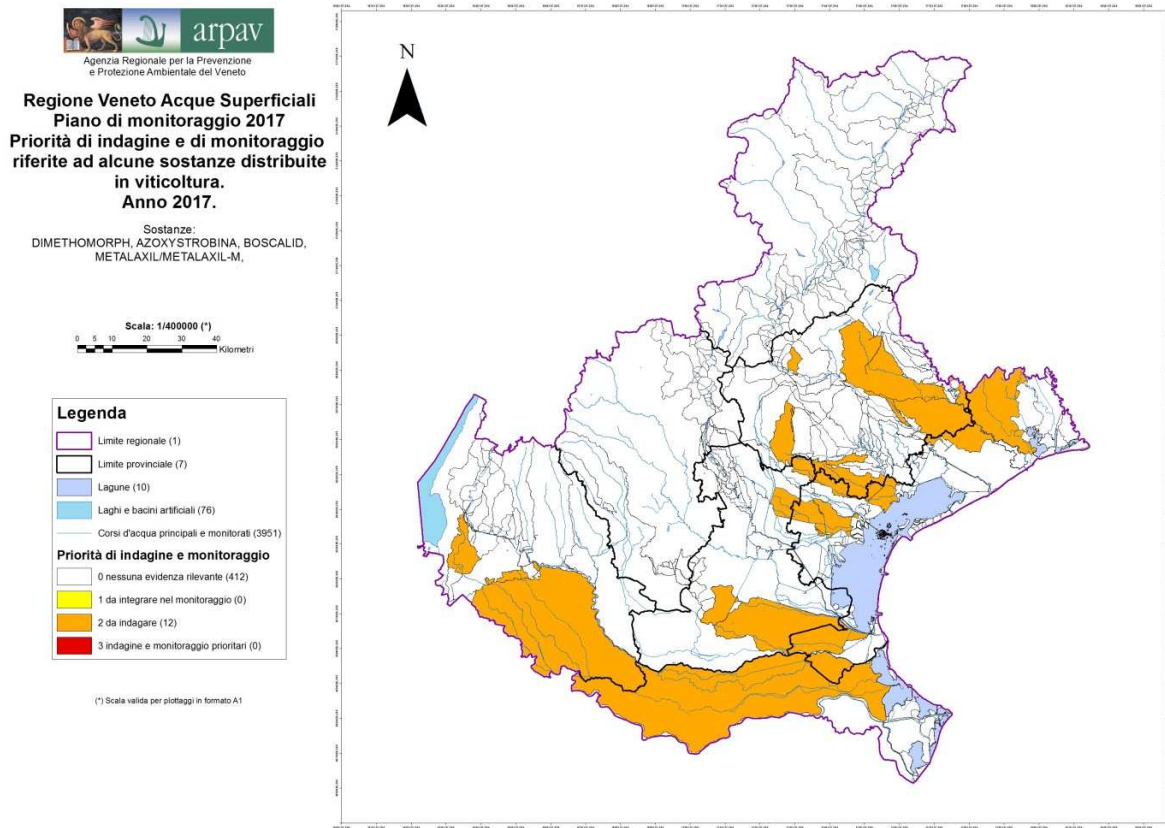 arpav
Agenzia Regionale per la Prevenzione
e Protezione Ambientale del Veneto
Regione Veneto Acque Superficiali
Piano di monitoraggio 2017
Priorità di indagine e di monitoraggio
riferite ad alcune sostanze distribuite
in viticoltura.
Anno 2017.
Sostanze:
DIMETHOMORPH, AZOXYSTROBINA, BOSCALID,
METALAXIL/METALAXIL-M,
Scala: 1/400000 (*)
0 5 10 20 30 40
Kilometri
Legenda
Limite regionale (1)
Limite provinciale (7)
Lagune (10)
Laghi e bacini artificiali (76)
Corsi d'acqua principali e monitorati (3951)
Priorità di indagine e monitoraggio
0 nessuna evidenza rilevante (412)
1 da integrare nel monitoraggio (0)
2 da indagare (12)
3 indagine e monitoraggio prioritari (0)
(*) Scala valida per plottaggi in formato A1
N